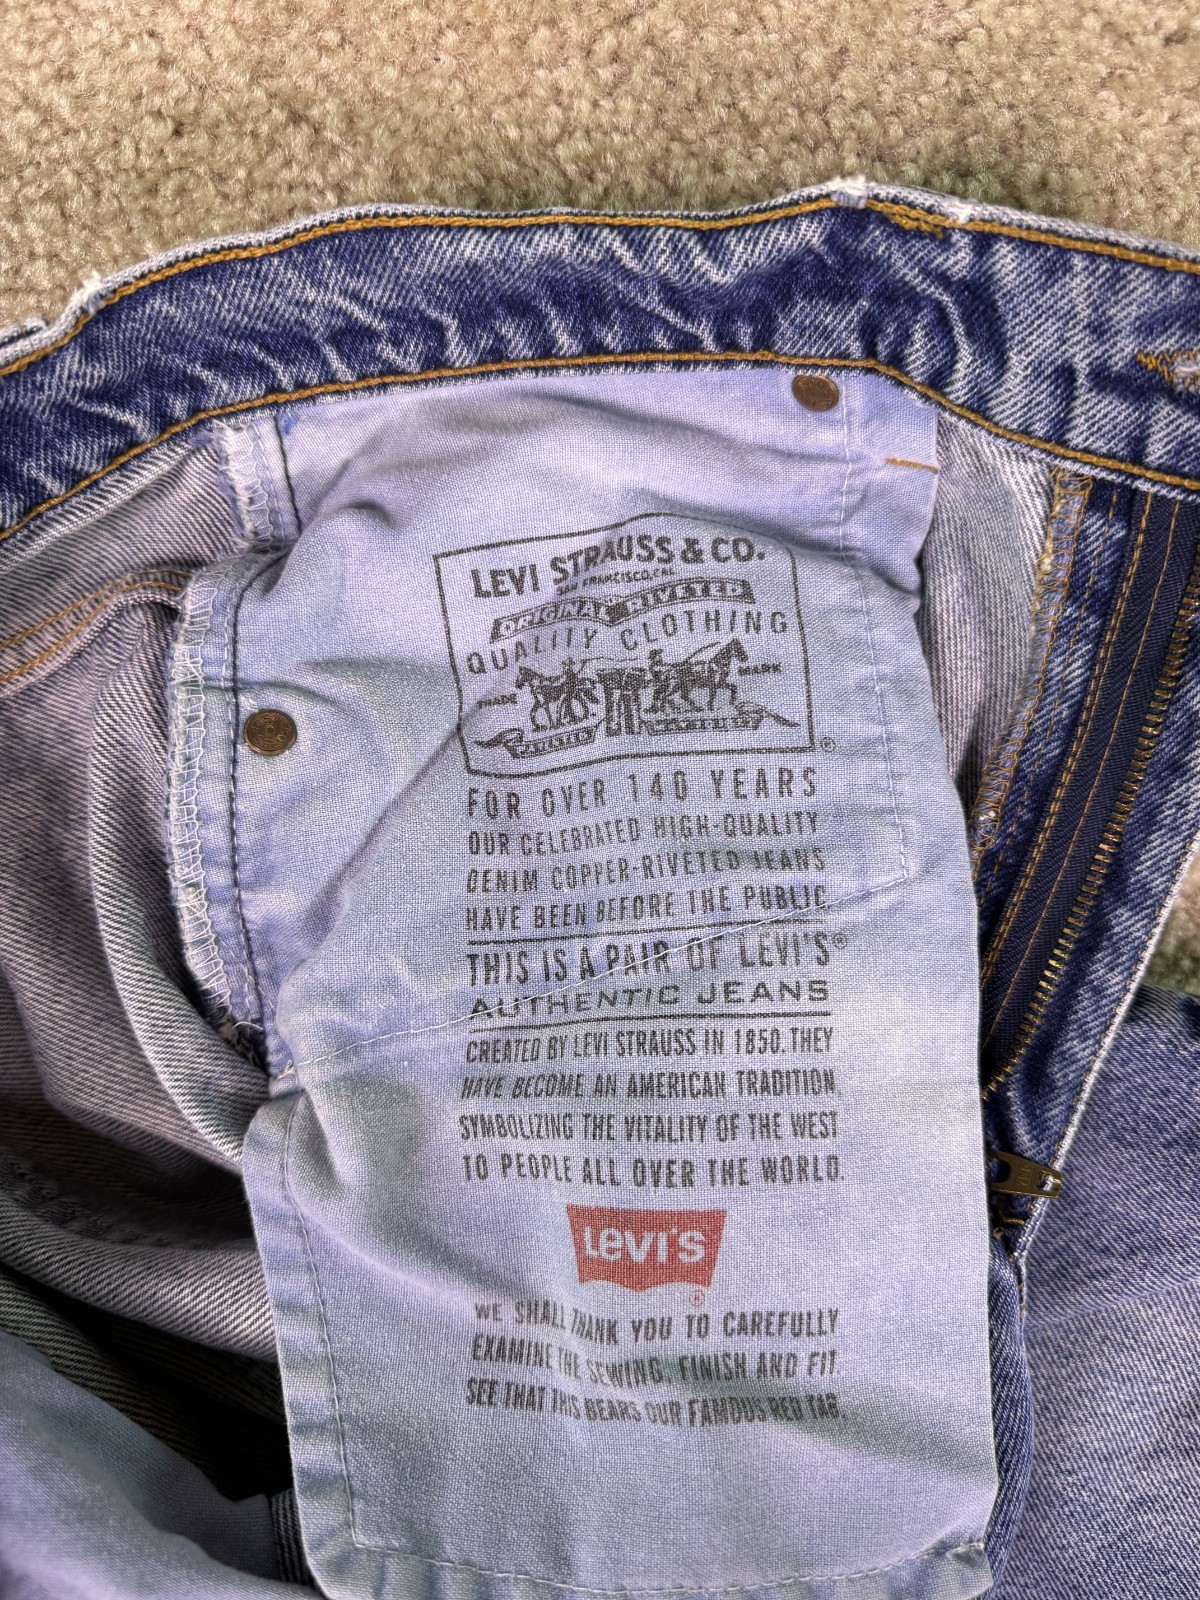 LEVI STRAUSS & CO.
SAN FRANCISCO, CAL.
ORIGINAL RIVETED
QUALITY CLOTHING
TRADE MARK
PATENTED
®
FOR OVER 140 YEARS
OUR CELEBRATED HIGH-QUALITY
DENIM COPPER-RIVETED JEANS
HAVE BEEN BEFORE THE PUBLIC
THIS IS A PAIR OF LEVI'S®
AUTHENTIC JEANS
CREATED BY LEVI STRAUSS IN 1850. THEY
HAVE BECOME AN AMERICAN TRADITION,
SYMBOLIZING THE VITALITY OF THE WEST
TO PEOPLE ALL OVER THE WORLD.
LEVI'S
®
WE SHALL THANK YOU TO CAREFULLY
EXAMINE THE SEWING, FINISH AND FIT.
SEE THAT THIS BEARS OUR FAMOUS RED TAB.